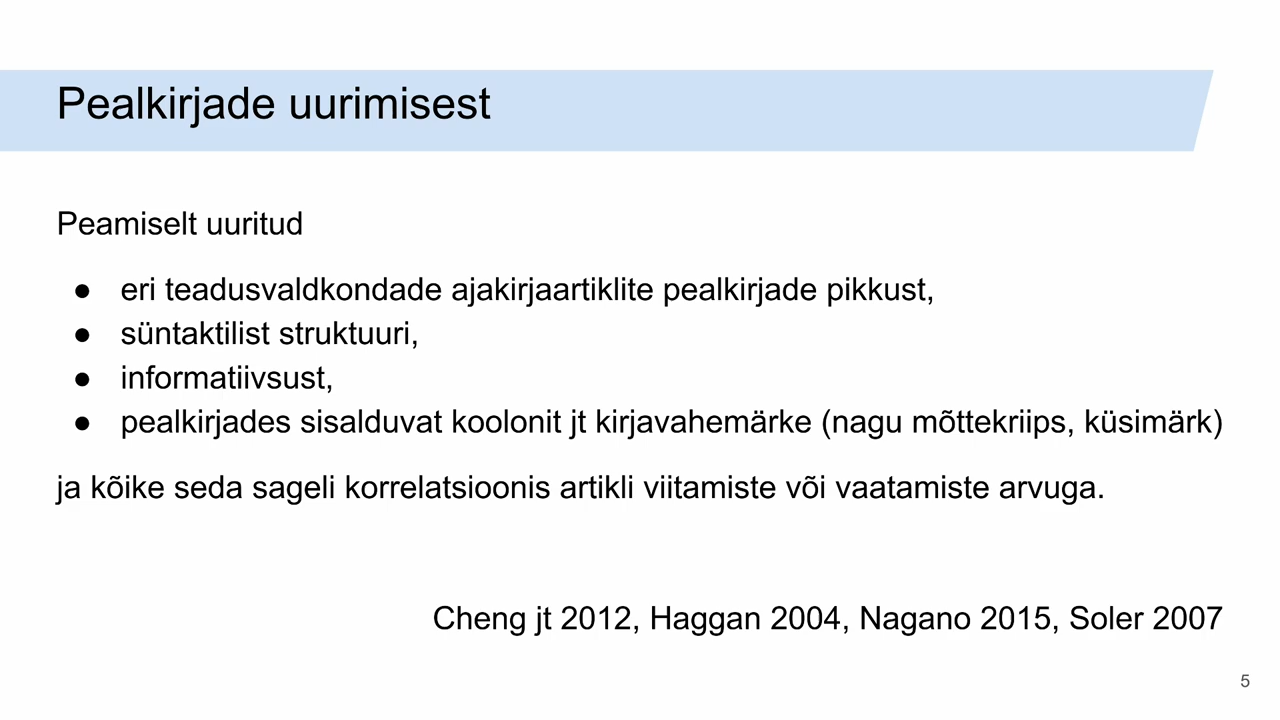 Pealkirjade uurimisest
Peamiselt uuritud
● eri teadusvaldkondade ajakirjaartiklite pealkirjade pikkust,
● süntaktilist struktuuri,
● informatiivsust,
● pealkirjades sisalduvat koolonit jt kirjavahemärke (nagu mõttekriips, küsimärk)
ja kõike seda sageli korrelatsioonis artikli viitamiste või vaatamiste arvuga.
Cheng jt 2012, Haggan 2004, Nagano 2015, Soler 2007
5